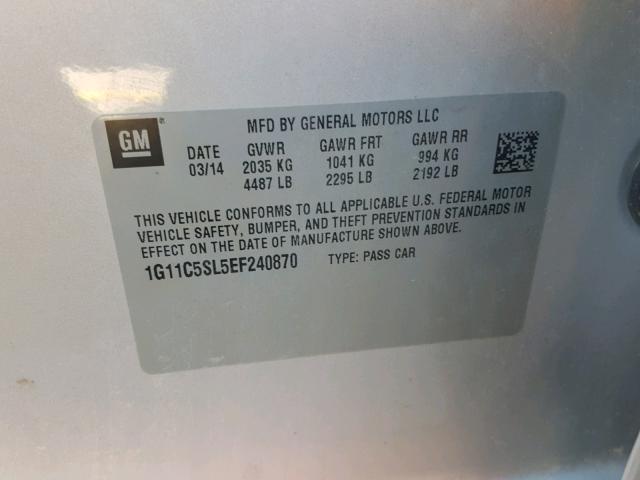 GM
MFD BY GENERAL MOTORS LLC
DATE GVWR GAWR FRT GAWR RR
03/14 2035 KG 1041 KG 994 KG
4487 LB 2295 LB 2192 LB
THIS VEHICLE CONFORMS TO ALL APPLICABLE U.S. FEDERAL MOTOR
VEHICLE SAFETY, BUMPER, AND THEFT PREVENTION STANDARDS IN
EFFECT ON THE DATE OF MANUFACTURE SHOWN ABOVE.
1G11C5SL5EF240870 TYPE: PASS CAR